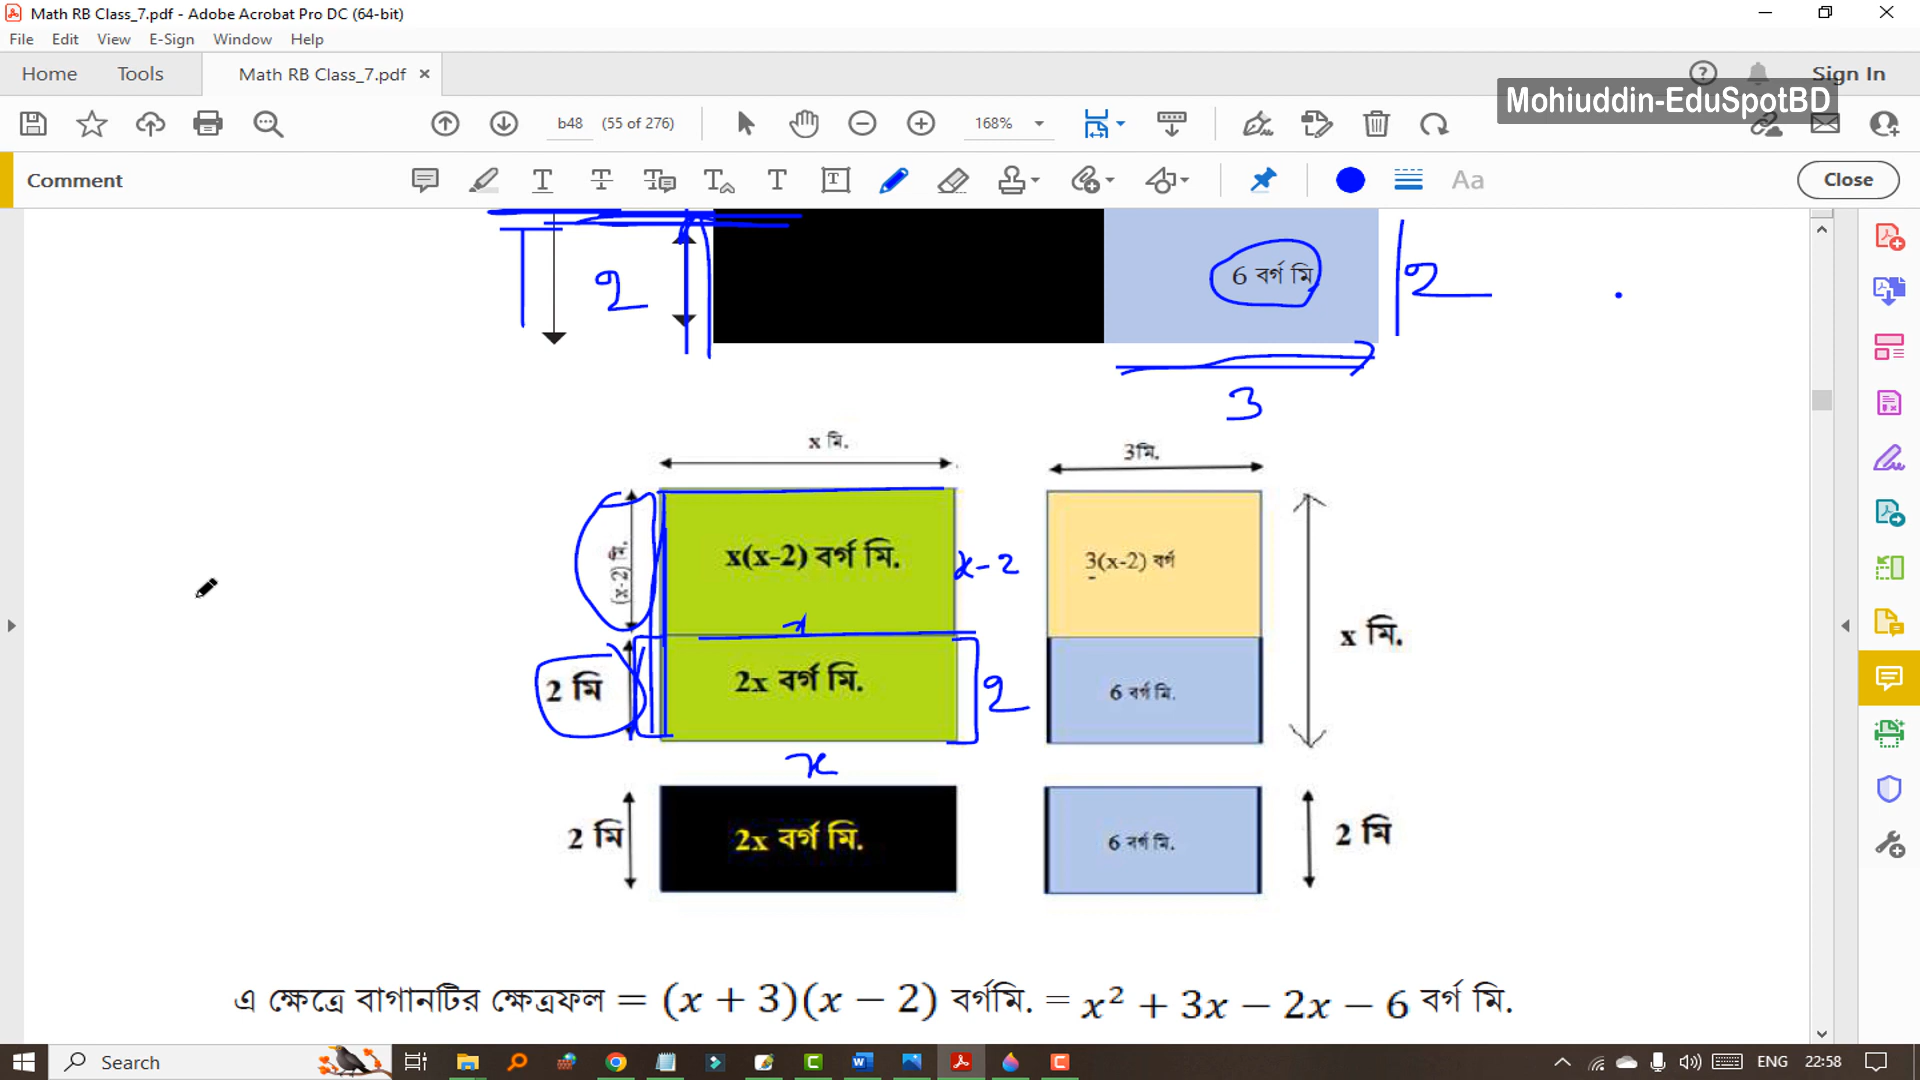 Math RB Class_7.pdf - Adobe Acrobat Pro DC (64-bit)
File Edit View E-Sign Window Help
Home Tools Math RB Class_7.pdf × Sign In
Mohiuddin-EduSpotBD
b48 (55 of 276) 168%
Comment Close
2 6 বর্গ মি 2
3
x মি. 3মি.
(x-2) মি. x(x-2) বর্গ মি. x-2 3(x-2) বর্গ
x x মি.
2 মি 2x বর্গ মি. 2 6 বর্গ মি.
x
2 মি 2x বর্গ মি. 6 বর্গ মি. 2 মি
এ ক্ষেত্রে বাগানটির ক্ষেত্রফল = (x + 3)(x − 2) বর্গমি. = x² + 3x − 2x − 6 বর্গ মি.
Search ENG 22:58